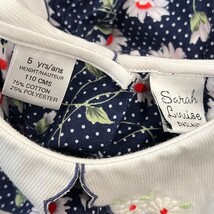 5 yrs/ans
HEIGHT/HAUTEUR
110 CMS
75% COTTON
25% POLYESTER
Sarah
Louise
ENGLAND